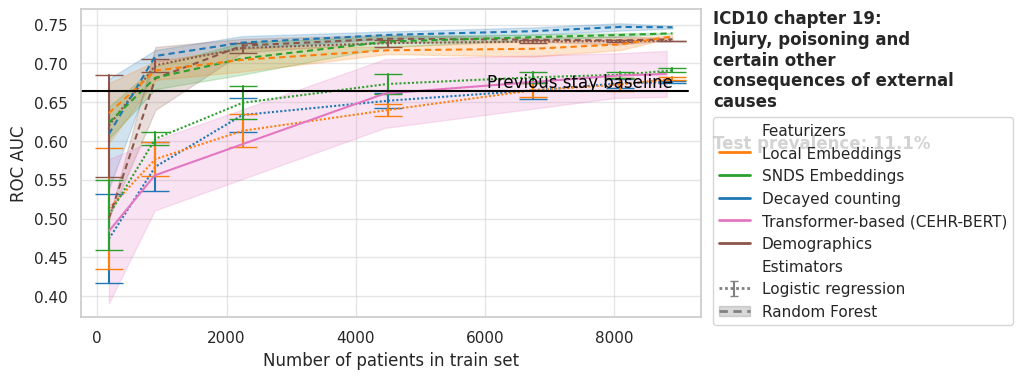 ICD10 chapter 19:
Injury, poisoning and
certain other
consequences of external
causes
Test prevalence: 11.1%
Featurizers
Local Embeddings
SNDS Embeddings
Decayed counting
Transformer-based (CEHR-BERT)
Demographics
Estimators
Logistic regression
Random Forest
Previous stay baseline
ROC AUC
0.75
0.70
0.65
0.60
0.55
0.50
0.45
0.40
0
2000
4000
6000
8000
Number of patients in train set